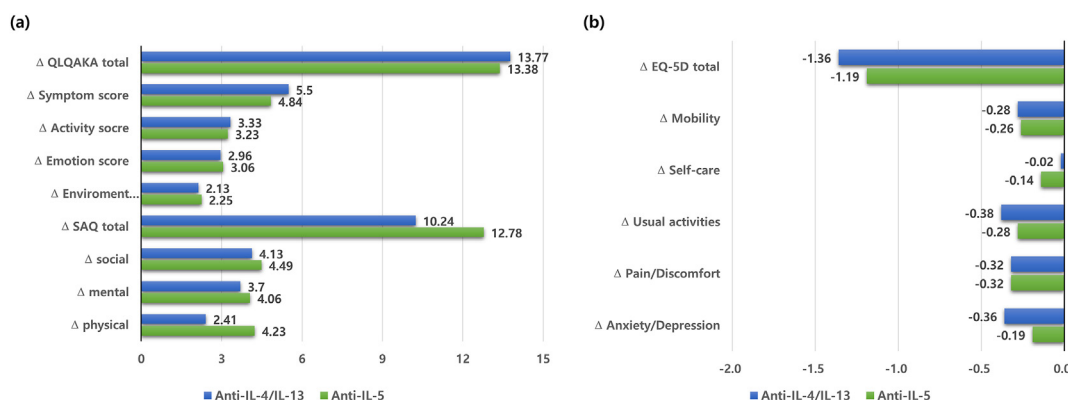 (a)
Δ QLQAKA total
13.77
13.38
Δ Symptom score
5.5
4.84
Δ Activity socre
3.33
3.23
Δ Emotion score
2.96
3.06
Δ Enviroment...
2.13
2.25
Δ SAQ total
10.24
12.78
Δ social
4.13
4.49
Δ mental
3.7
4.06
Δ physical
2.41
4.23
0 3 6 9 12 15
Anti-IL-4/IL-13 Anti-IL-5
(b)
Δ EQ-5D total
-1.36
-1.19
Δ Mobility
-0.28
-0.26
Δ Self-care
-0.02
-0.14
Δ Usual activities
-0.38
-0.28
Δ Pain/Discomfort
-0.32
-0.32
Δ Anxiety/Depression
-0.36
-0.19
-2.0 -1.5 -1.0 -0.5 0.0
Anti-IL-4/IL-13 Anti-IL-5